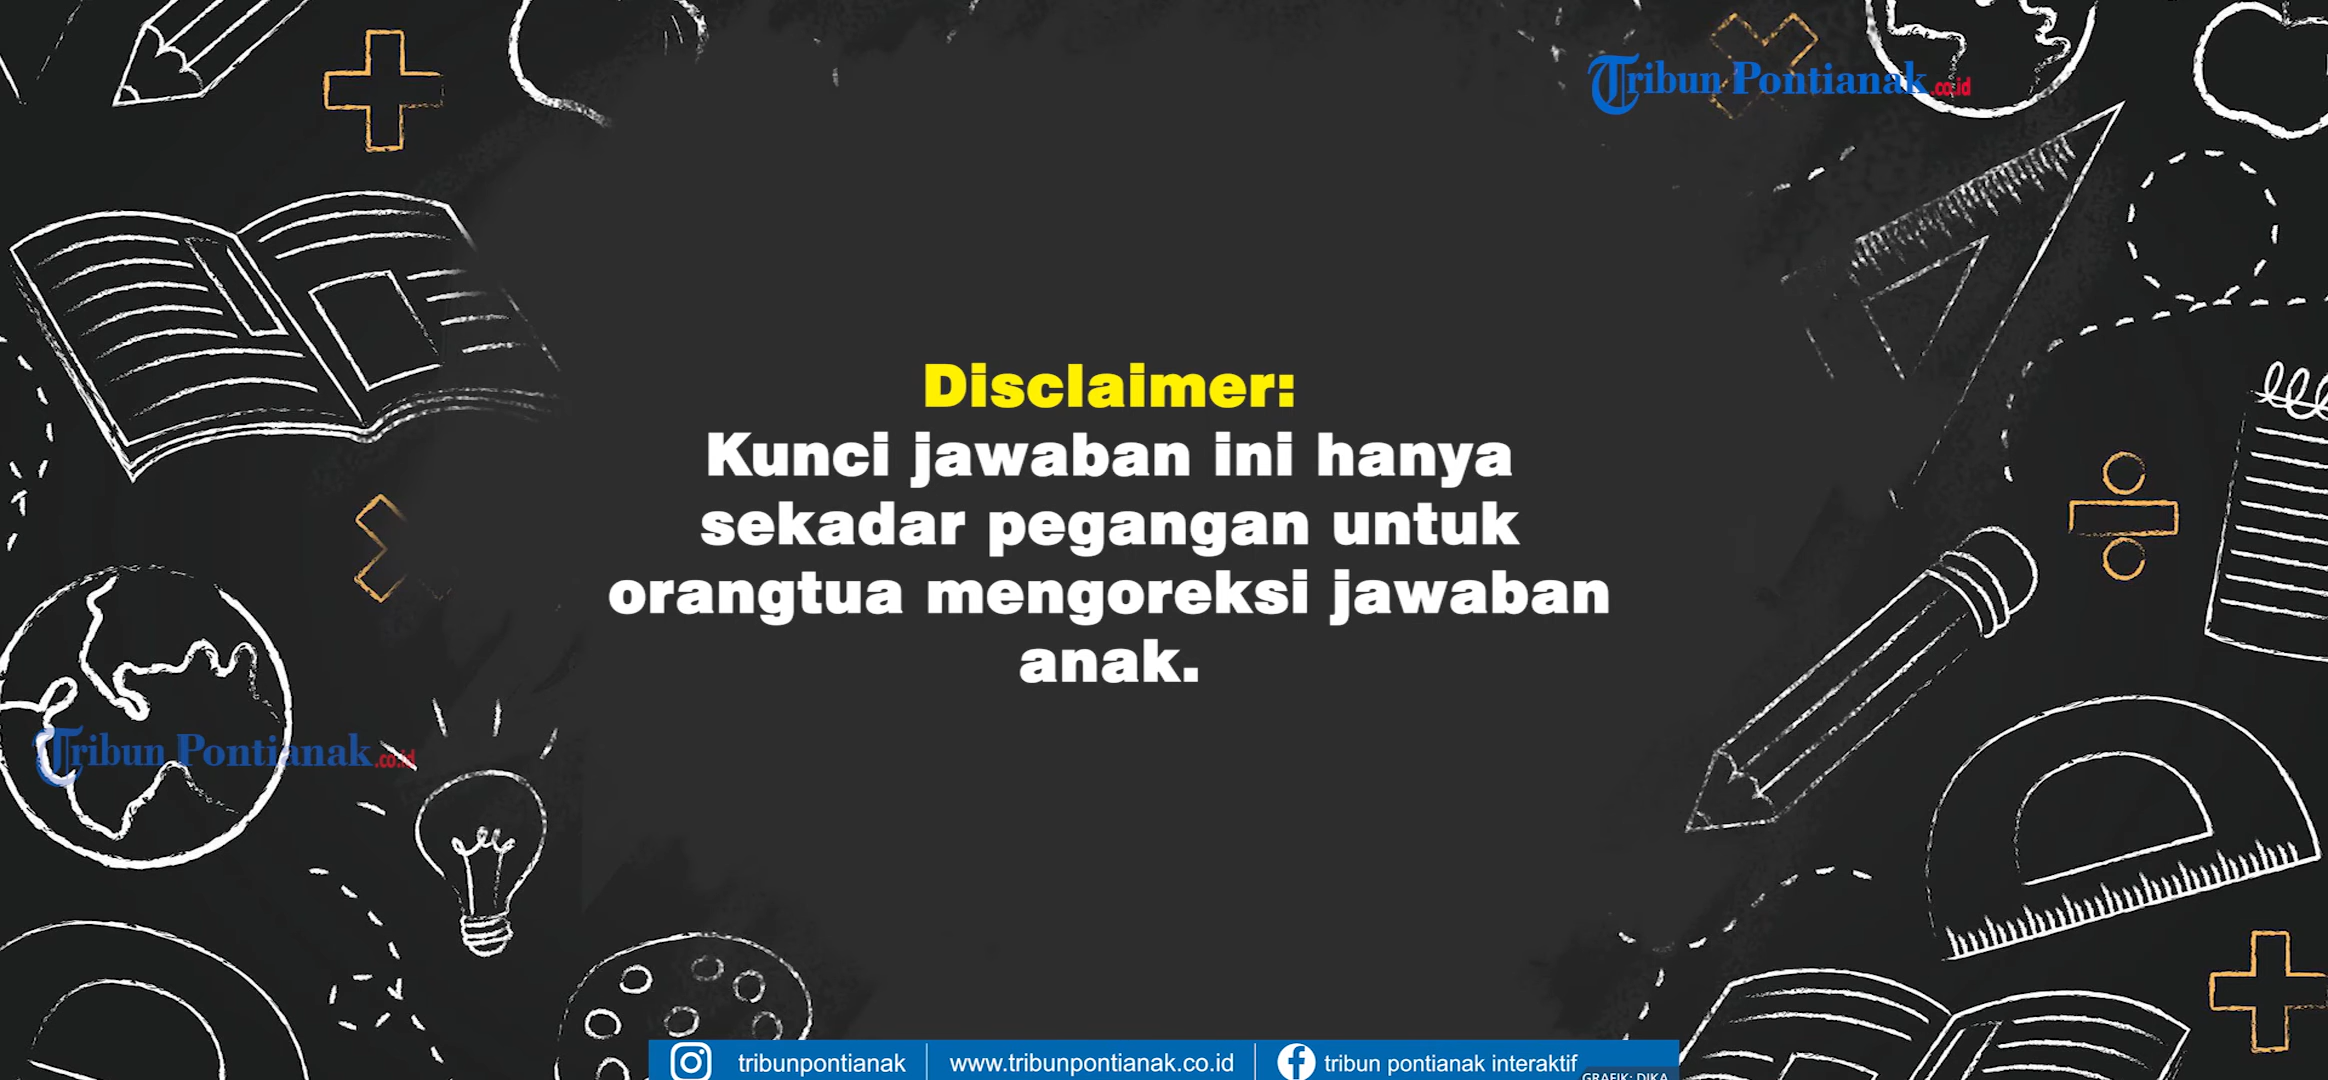 Tribun Pontianak.co.id
Disclaimer:
Kunci jawaban ini hanya
sekadar pegangan untuk
orangtua mengoreksi jawaban
anak.
Tribun Pontianak.co.id
tribunpontianak
www.tribunpontianak.co.id
tribun pontianak interaktif
GRAFIK: DIKA